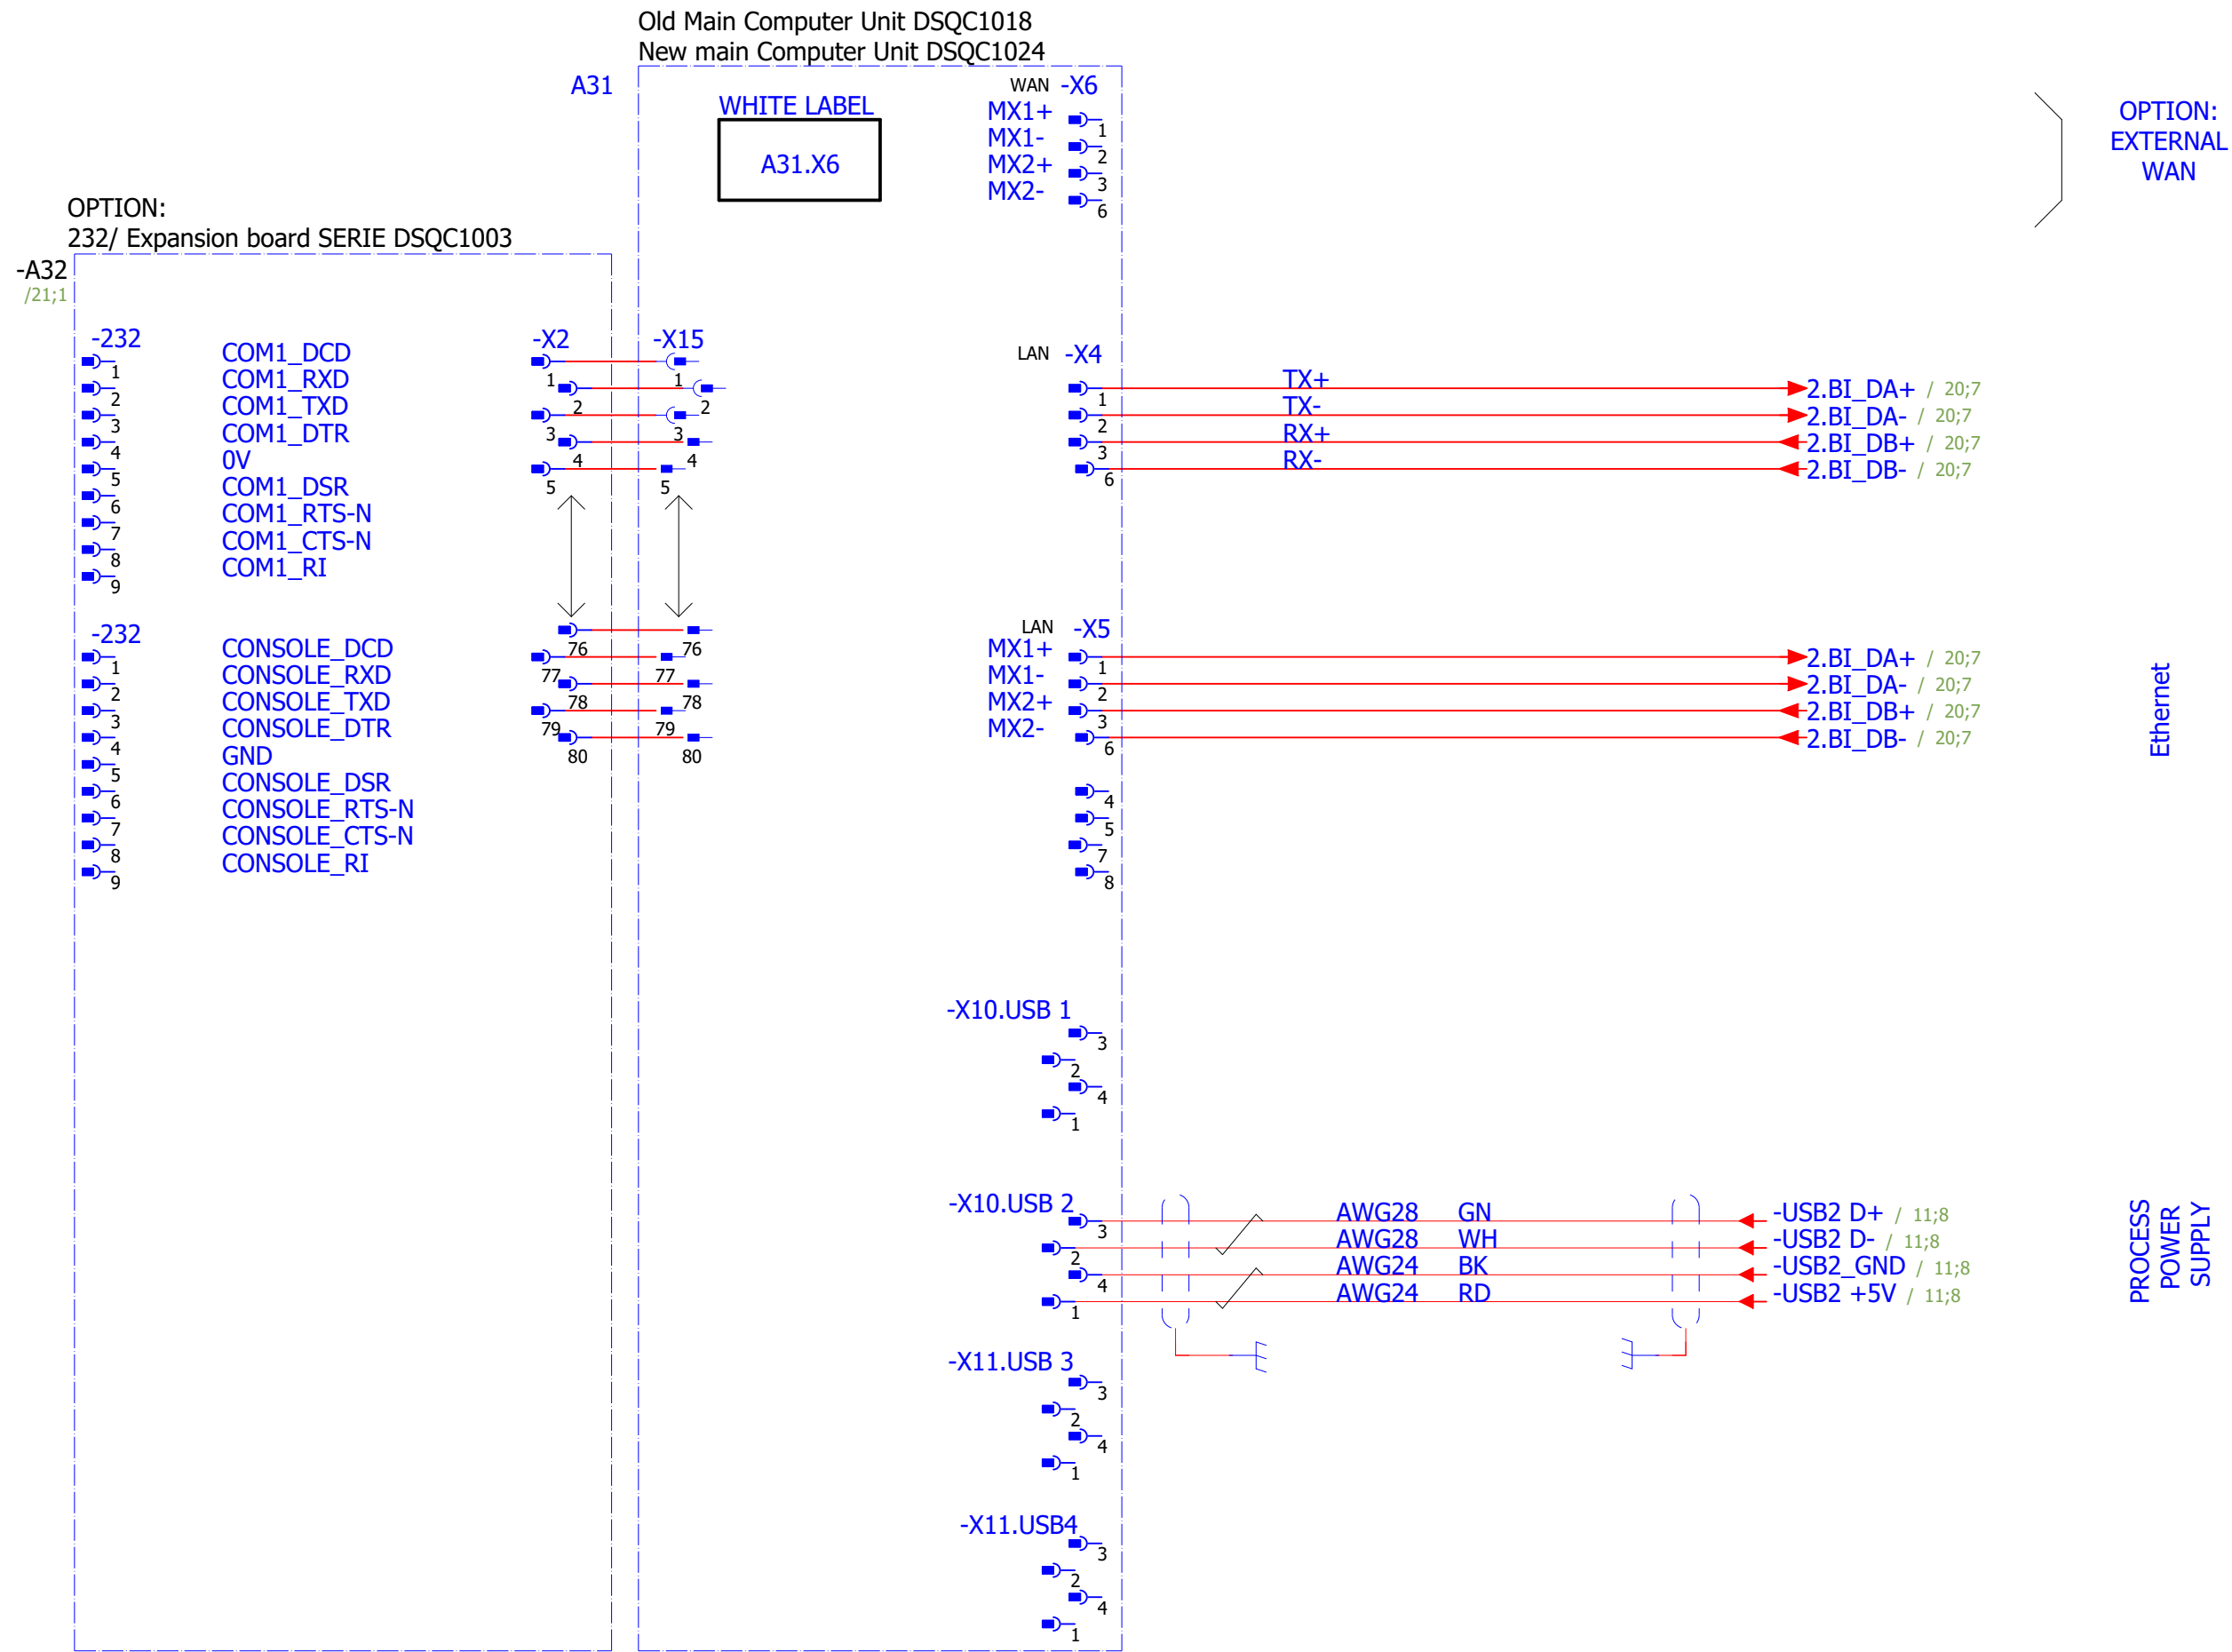 Old Main Computer Unit DSQC1018
New main Computer Unit DSQC1024
A31
WHITE LABEL
A31.X6
WAN -X6
MX1+ 1
MX1- 2
MX2+ 3
MX2- 6
OPTION:
EXTERNAL
WAN
OPTION:
232/ Expansion board SERIE DSQC1003
-A32
/21;1
-232
COM1_DCD 1
COM1_RXD 2
COM1_TXD 3
COM1_DTR 4
0V 5
COM1_DSR 6
COM1_RTS-N 7
COM1_CTS-N 8
COM1_RI 9
-X2 -X15
1 1
2 2
3 3
4 4
5 5
LAN -X4
1 TX+ 2.BI_DA+ / 20;7
2 TX- 2.BI_DA- / 20;7
3 RX+ 2.BI_DB+ / 20;7
6 RX- 2.BI_DB- / 20;7
-232
CONSOLE_DCD 1
CONSOLE_RXD 2
CONSOLE_TXD 3
CONSOLE_DTR 4
GND 5
CONSOLE_DSR 6
CONSOLE_RTS-N 7
CONSOLE_CTS-N 8
CONSOLE_RI 9
76 76
77 77
78 78
79 79
80 80
LAN -X5
MX1+ 1 2.BI_DA+ / 20;7
MX1- 2 2.BI_DA- / 20;7
MX2+ 3 2.BI_DB+ / 20;7
MX2- 6 2.BI_DB- / 20;7
4
5
7
8
Ethernet
-X10.USB 1
3
2
4
1
-X10.USB 2
3 AWG28 GN -USB2 D+ / 11;8
2 AWG28 WH -USB2 D- / 11;8
4 AWG24 BK -USB2_GND / 11;8
1 AWG24 RD -USB2 +5V / 11;8
PROCESS
POWER
SUPPLY
-X11.USB 3
3
2
4
1
-X11.USB4
3
2
4
1